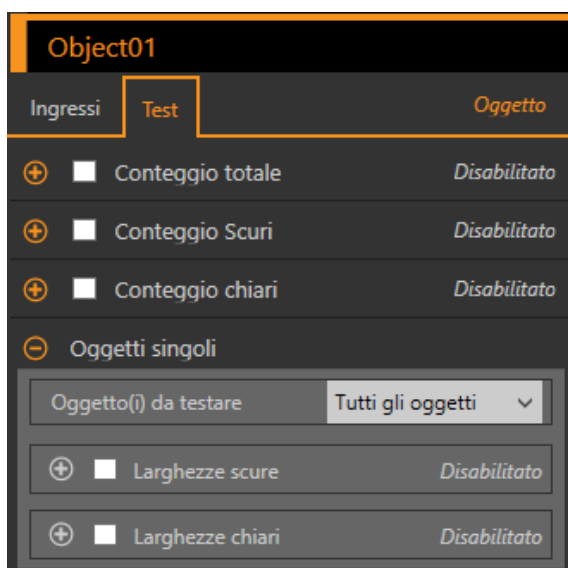 Object01
Ingressi Test Oggetto
Conteggio totale Disabilitato
Conteggio Scuri Disabilitato
Conteggio chiari Disabilitato
Oggetti singoli
Oggetto(i) da testare Tutti gli oggetti
Larghezze scure Disabilitato
Larghezze chiari Disabilitato